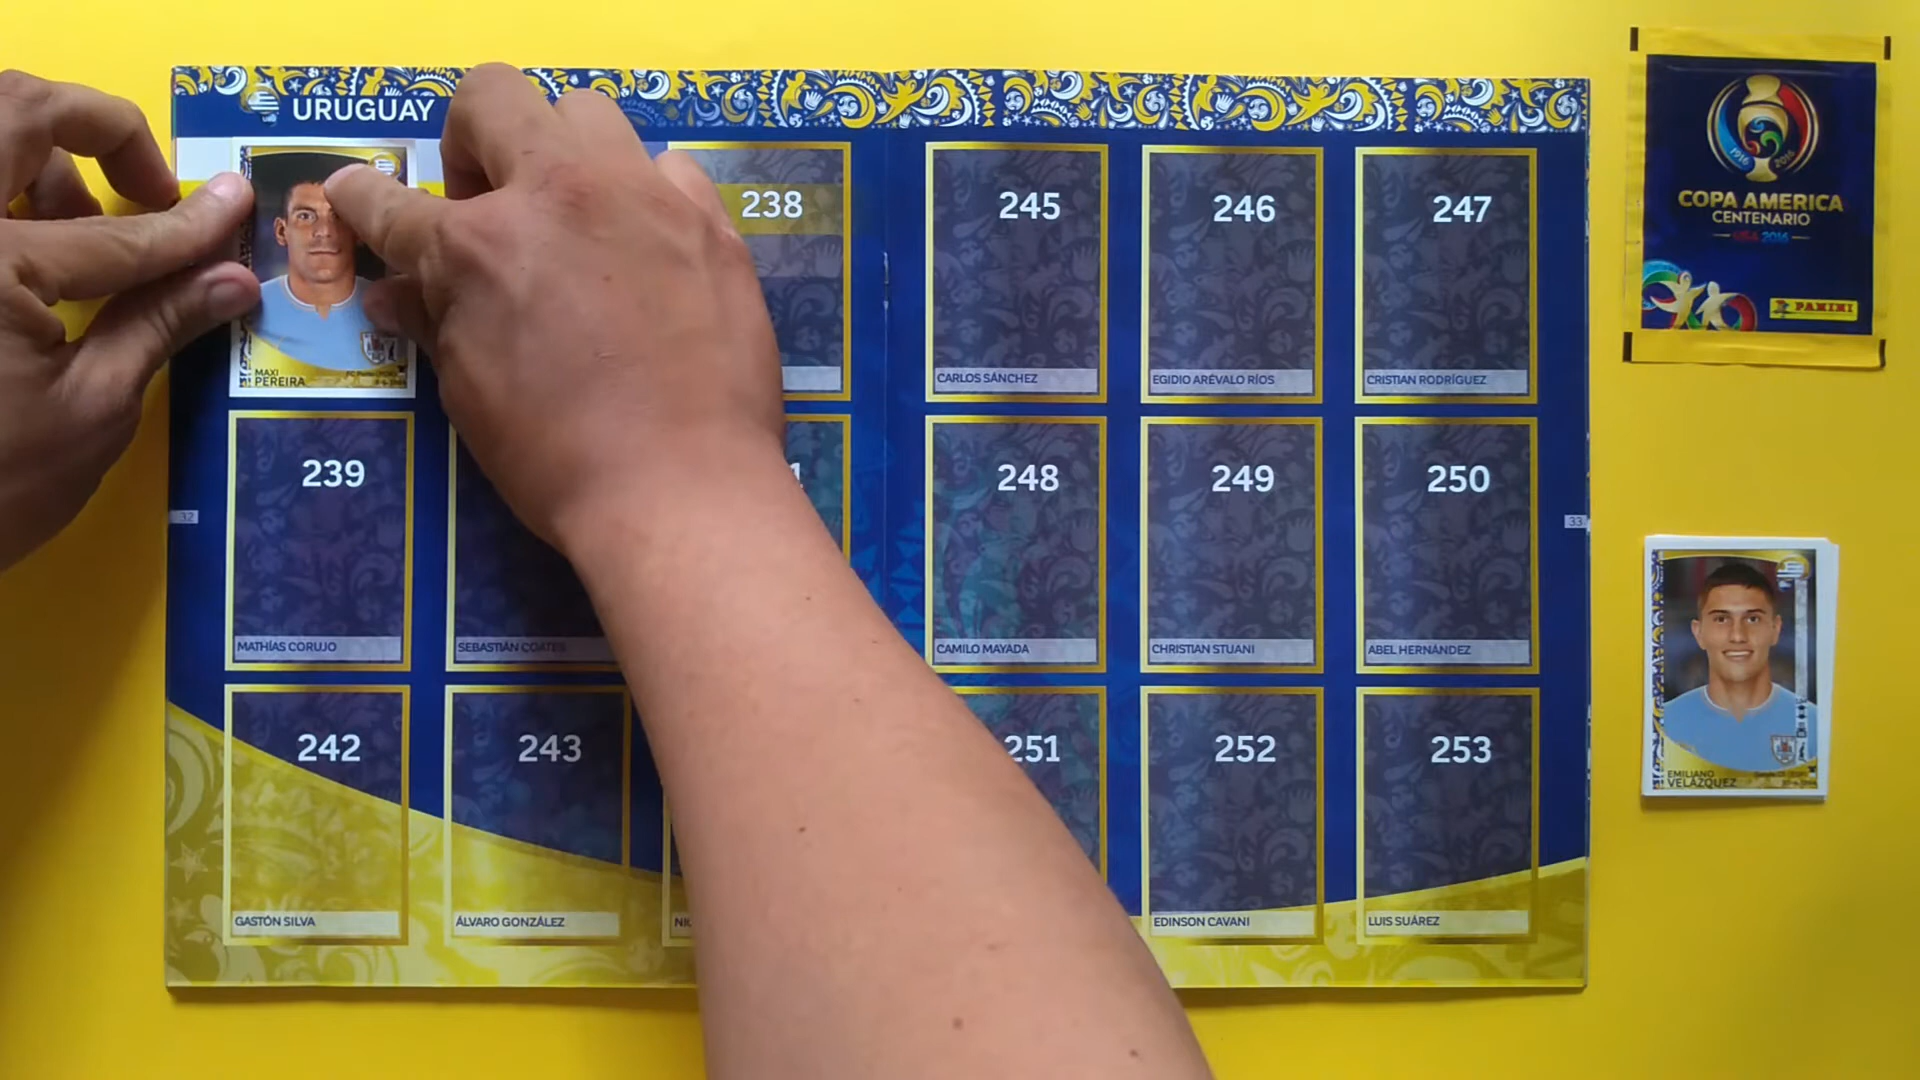 URUGUAY
238
245
246
247
MAXI
PEREIRA
CARLOS SÁNCHEZ
EGIDIO ARÉVALO RÍOS
CRISTIAN RODRÍGUEZ
239
248
249
250
32
33
MATHÍAS CORUJO
SEBASTIÁN COATES
CAMILO MAYADA
CHRISTIAN STUANI
ABEL HERNÁNDEZ
242
243
251
252
253
GASTÓN SILVA
ÁLVARO GONZÁLEZ
EDINSON CAVANI
LUIS SUÁREZ
1916
2016
COPA AMERICA
CENTENARIO
USA 2016
PANINI
EMILIANO
VELÁZQUEZ